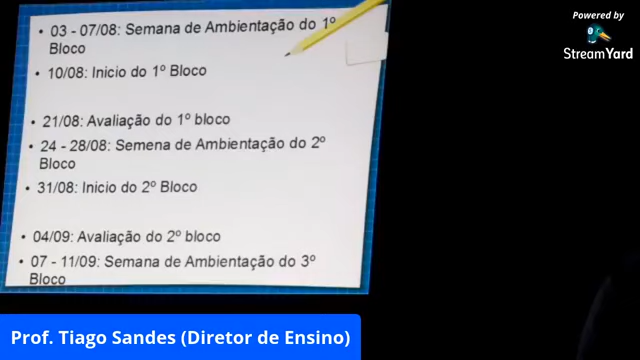 • 03 - 07/08: Semana de Ambientação do 1º
Bloco
• 10/08: Inicio do 1º Bloco
• 21/08: Avaliação do 1º bloco
• 24 - 28/08: Semena de Ambientação do 2º
Bloco
• 31/08: Inicio do 2º Bloco
• 04/09: Avaliação do 2º bloco
• 07 - 11/09: Semana de Ambientação do 3º
Bloco
Powered by
StreamYard
Prof. Tiago Sandes (Diretor de Ensino)